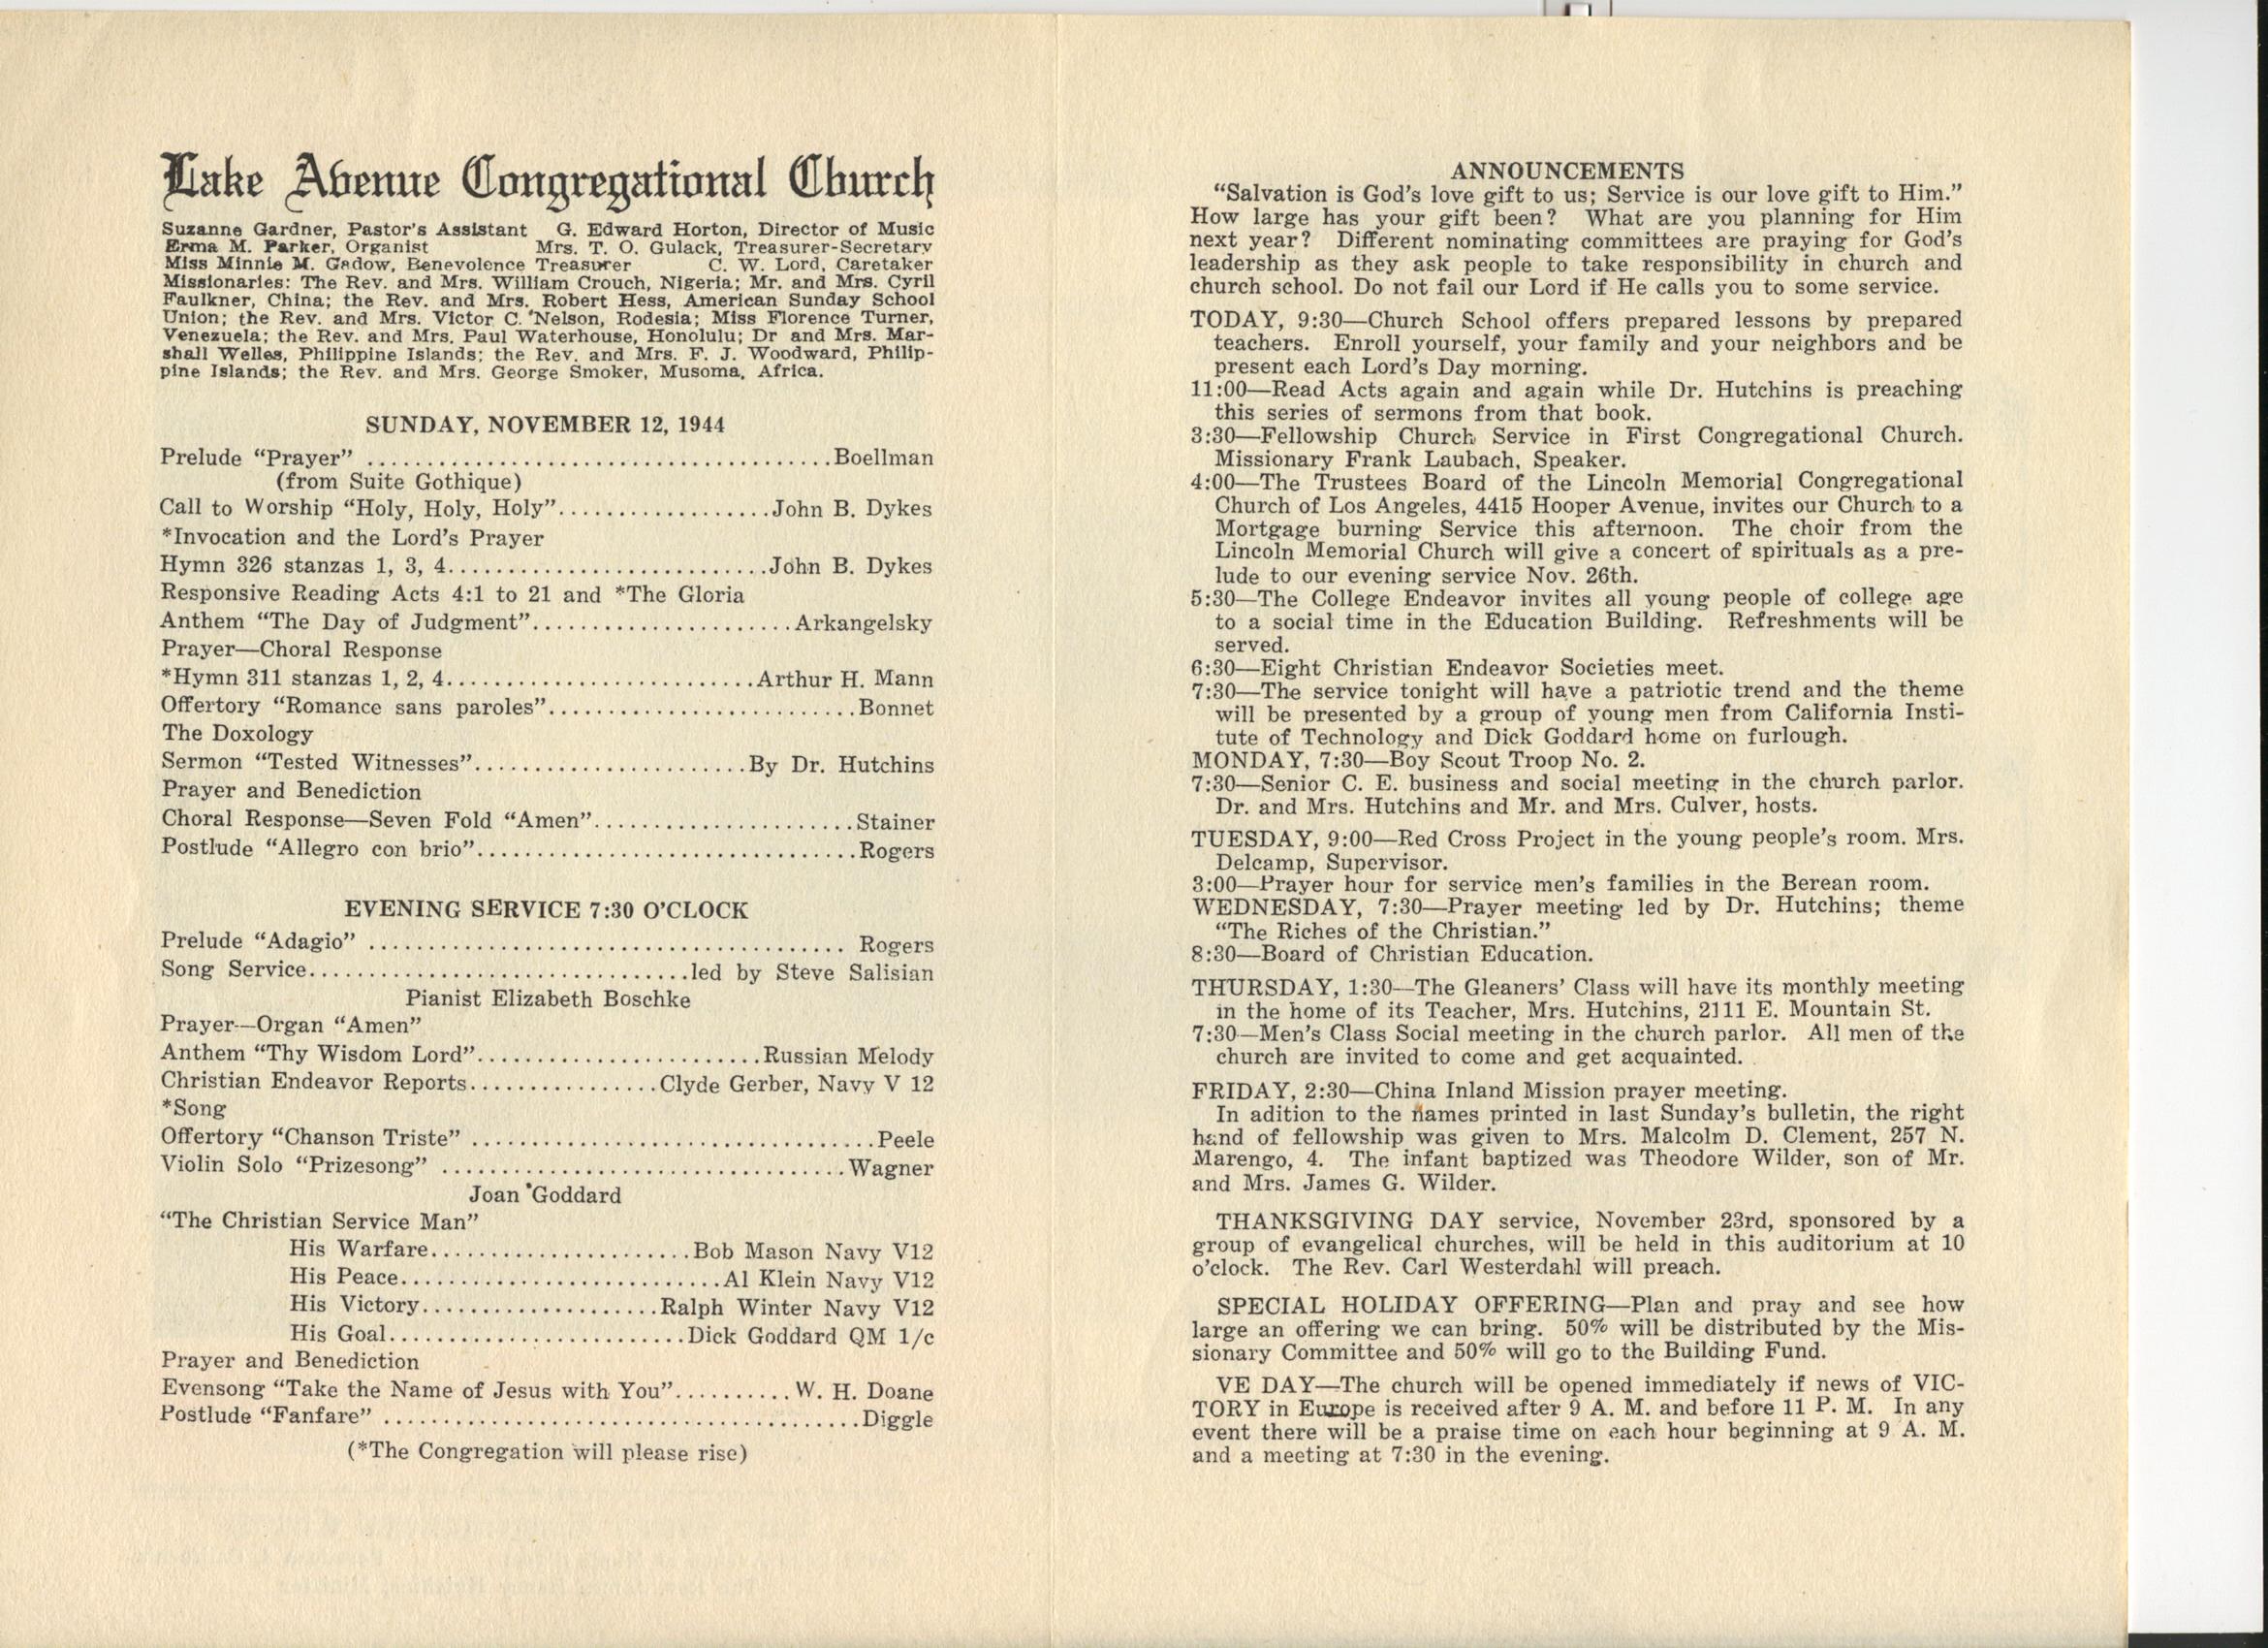 Lake Avenue Congregational Church
Suzanne Gardner, Pastor's Assistant G. Edward Horton, Director of Music
Erma M. Parker, Organist Mrs. T. O. Gulack, Treasurer-Secretary
Miss Minnie M. Gadow, Benevolence Treasurer C. W. Lord, Caretaker
Missionaries: The Rev. and Mrs. William Crouch, Nigeria; Mr. and Mrs. Cyril
Faulkner, China; the Rev. and Mrs. Robert Hess, American Sunday School
Union; the Rev. and Mrs. Victor C. Nelson, Rodesia; Miss Florence Turner,
Venezuela; the Rev. and Mrs. Paul Waterhouse, Honolulu; Dr and Mrs. Mar-
shall Welles, Philippine Islands; the Rev. and Mrs. F. J. Woodward, Philip-
pine Islands; the Rev. and Mrs. George Smoker, Musoma, Africa.
SUNDAY, NOVEMBER 12, 1944
Prelude “Prayer” ......................................Boellman
(from Suite Gothique)
Call to Worship “Holy, Holy, Holy”..................John B. Dykes
*Invocation and the Lord's Prayer
Hymn 326 stanzas 1, 3, 4..........................John B. Dykes
Responsive Reading Acts 4:1 to 21 and *The Gloria
Anthem “The Day of Judgment”......................Arkangelsky
Prayer—Choral Response
*Hymn 311 stanzas 1, 2, 4..........................Arthur H. Mann
Offertory “Romance sans paroles”..........................Bonnet
The Doxology
Sermon “Tested Witnesses”.......................By Dr. Hutchins
Prayer and Benediction
Choral Response—Seven Fold “Amen”......................Stainer
Postlude “Allegro con brio”................................Rogers
EVENING SERVICE 7:30 O'CLOCK
Prelude “Adagio” ....................................... Rogers
Song Service................................led by Steve Salisian
Pianist Elizabeth Boschke
Prayer—Organ “Amen”
Anthem “Thy Wisdom Lord”........................Russian Melody
Christian Endeavor Reports................Clyde Gerber, Navy V 12
*Song
Offertory “Chanson Triste” ..................................Peele
Violin Solo “Prizesong” ..................................Wagner
Joan Goddard
“The Christian Service Man”
His Warfare......................Bob Mason Navy V12
His Peace...........................Al Klein Navy V12
His Victory....................Ralph Winter Navy V12
His Goal.........................Dick Goddard QM 1/c
Prayer and Benediction
Evensong “Take the Name of Jesus with You”..........W. H. Doane
Postlude “Fanfare” ........................................Diggle
(*The Congregation will please rise)
ANNOUNCEMENTS
“Salvation is God's love gift to us; Service is our love gift to Him.”
How large has your gift been? What are you planning for Him
next year? Different nominating committees are praying for God's
leadership as they ask people to take responsibility in church and
church school. Do not fail our Lord if He calls you to some service.
TODAY, 9:30—Church School offers prepared lessons by prepared
teachers. Enroll yourself, your family and your neighbors and be
present each Lord's Day morning.
11:00—Read Acts again and again while Dr. Hutchins is preaching
this series of sermons from that book.
3:30—Fellowship Church Service in First Congregational Church.
Missionary Frank Laubach, Speaker.
4:00—The Trustees Board of the Lincoln Memorial Congregational
Church of Los Angeles, 4415 Hooper Avenue, invites our Church to a
Mortgage burning Service this afternoon. The choir from the
Lincoln Memorial Church will give a concert of spirituals as a pre-
lude to our evening service Nov. 26th.
5:30—The College Endeavor invites all young people of college age
to a social time in the Education Building. Refreshments will be
served.
6:30—Eight Christian Endeavor Societies meet.
7:30—The service tonight will have a patriotic trend and the theme
will be presented by a group of young men from California Insti-
tute of Technology and Dick Goddard home on furlough.
MONDAY, 7:30—Boy Scout Troop No. 2.
7:30—Senior C. E. business and social meeting in the church parlor.
Dr. and Mrs. Hutchins and Mr. and Mrs. Culver, hosts.
TUESDAY, 9:00—Red Cross Project in the young people's room. Mrs.
Delcamp, Supervisor.
3:00—Prayer hour for service men's families in the Berean room.
WEDNESDAY, 7:30—Prayer meeting led by Dr. Hutchins; theme
“The Riches of the Christian.”
8:30—Board of Christian Education.
THURSDAY, 1:30—The Gleaners' Class will have its monthly meeting
in the home of its Teacher, Mrs. Hutchins, 2111 E. Mountain St.
7:30—Men's Class Social meeting in the church parlor. All men of the
church are invited to come and get acquainted.
FRIDAY, 2:30—China Inland Mission prayer meeting.
In adition to the names printed in last Sunday's bulletin, the right
hand of fellowship was given to Mrs. Malcolm D. Clement, 257 N.
Marengo, 4. The infant baptized was Theodore Wilder, son of Mr.
and Mrs. James G. Wilder.
THANKSGIVING DAY service, November 23rd, sponsored by a
group of evangelical churches, will be held in this auditorium at 10
o'clock. The Rev. Carl Westerdahl will preach.
SPECIAL HOLIDAY OFFERING—Plan and pray and see how
large an offering we can bring. 50% will be distributed by the Mis-
sionary Committee and 50% will go to the Building Fund.
VE DAY—The church will be opened immediately if news of VIC-
TORY in Europe is received after 9 A. M. and before 11 P. M. In any
event there will be a praise time on each hour beginning at 9 A. M.
and a meeting at 7:30 in the evening.